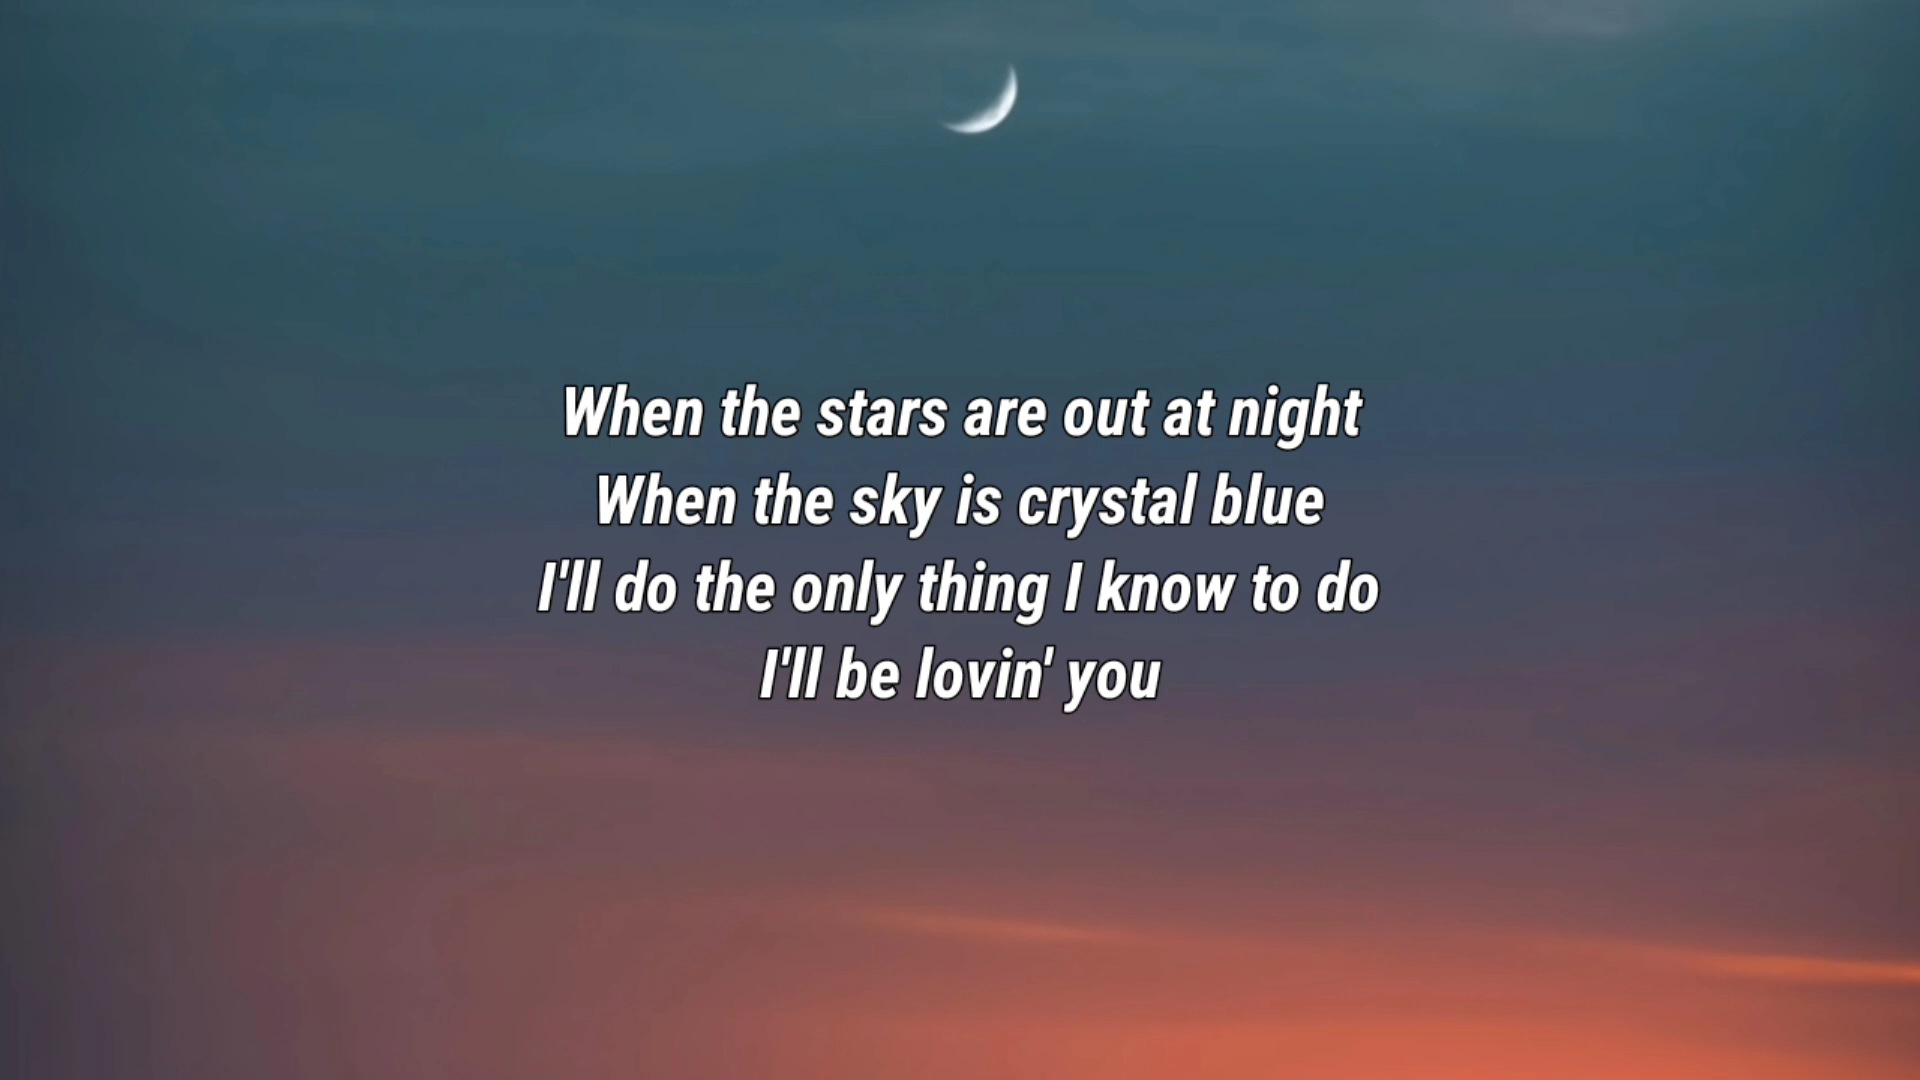 When the stars are out at night
When the sky is crystal blue
I'll do the only thing I know to do
I'll be lovin' you